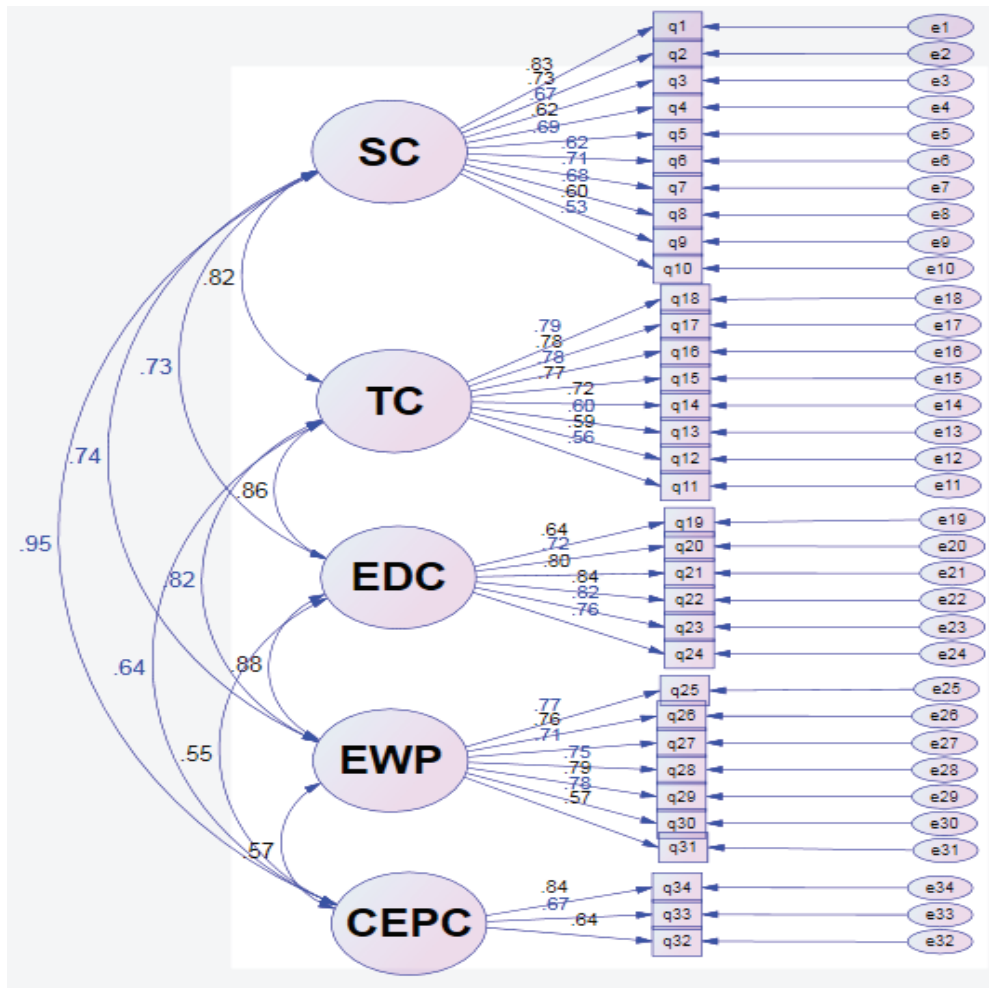 q1 e1
q2 e2
.83
q3 e3
.73
.67
q4 e4
.62
.69
q5 e5
.62
SC
q6 e6
.71
.68
q7 e7
.60
q8 e8
.53
q9 e9
q10 e10
.82
q18 e18
.79
q17 e17
.78
q16 e16
.78
.73
.77
q15 e15
.72
TC
q14 e14
.60
.59
q13 e13
.56
q12 e12
.74
q11 e11
.86
q19 e19
.64
.95
.72
q20 e20
.80
q21 e21
EDC
.84
.82
.82
q22 e22
.76
q23 e23
q24 e24
.64
.88
q25 e25
.77
.76
q26 e26
.71
q27 e27
.55
.75
EWP
.79
q28 e28
.78
q29 e29
.57
q30 e30
q31 e31
.57
q34 e34
.84
.67
q33 e33
CEPC
.64
q32 e32